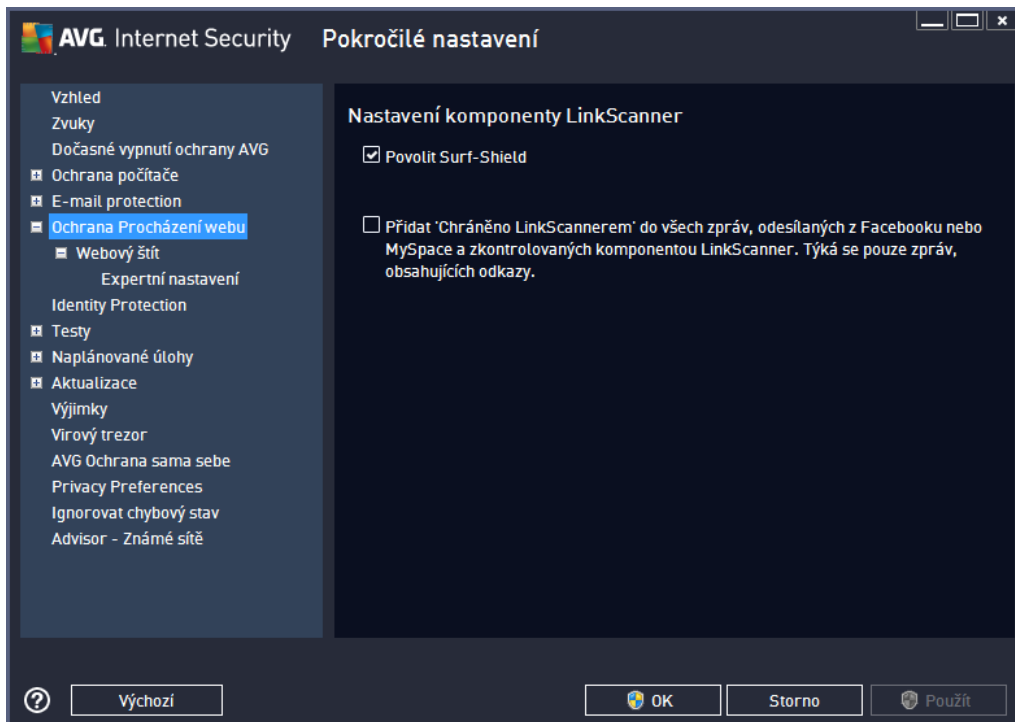 AVG. Internet Security Pokročilé nastavení
Vzhled
Zvuky
Dočasné vypnutí ochrany AVG
Ochrana počítače
E-mail protection
Ochrana Procházení webu
Webový štít
Expertní nastavení
Identity Protection
Testy
Naplánované úlohy
Aktualizace
Výjimky
Virový trezor
AVG Ochrana sama sebe
Privacy Preferences
Ignorovat chybový stav
Advisor - Známé sítě
Nastavení komponenty LinkScanner
Povolit Surf-Shield
Přidat 'Chráněno LinkScannerem' do všech zpráv, odesílaných z Facebooku nebo
MySpace a zkontrolovaných komponentou LinkScanner. Týká se pouze zpráv,
obsahujících odkazy.
? Výchozí OK Storno Použít